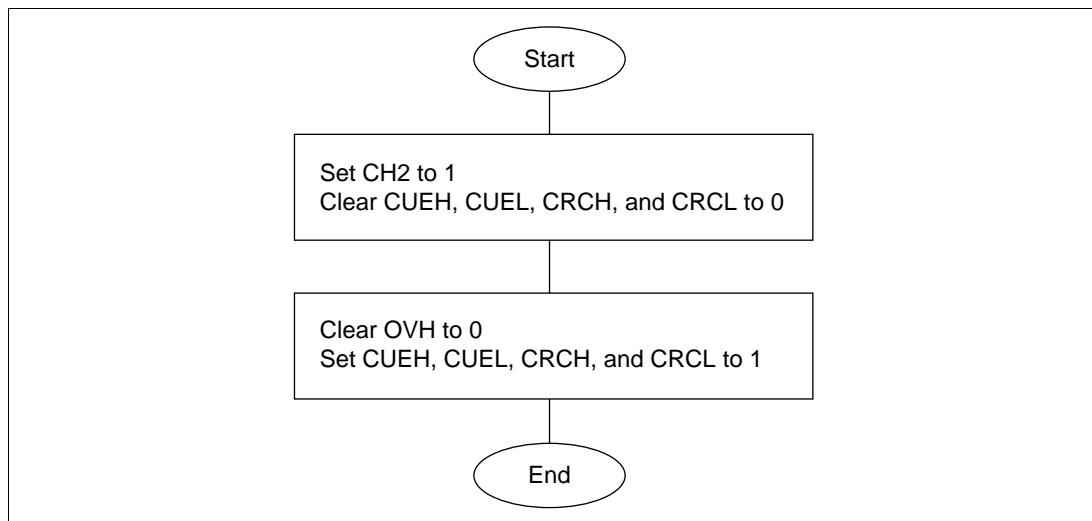 Start
Set CH2 to 1
Clear CUEH, CUEL, CRCH, and CRCL to 0
Clear OVH to 0
Set CUEH, CUEL, CRCH, and CRCL to 1
End